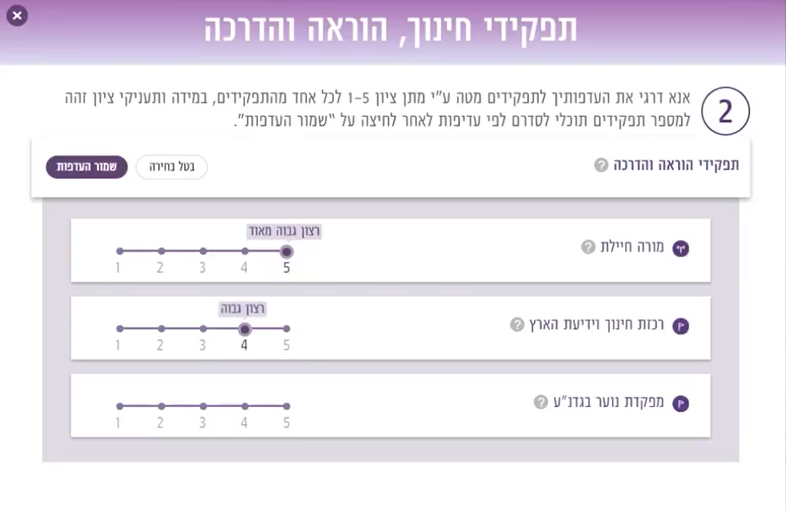 תפקידי חינוך, הוראה והדרכה
2
אנא דרגי את העדפותיך לתפקידים מטה ע"י מתן ציון 1-5 לכל אחד מהתפקידים, במידה ותעניקי ציון זהה
למספר תפקידים תוכלי לסדרם לפי עדיפות לאחר לחיצה על "שמור העדפות".
תפקידי הוראה והדרכה ?
בטל בחירה
שמור העדפות
מורה חיילת ?
רצון גבוה מאוד
1 2 3 4 5
רכזת חינוך וידיעת הארץ ?
רצון גבוה
1 2 3 4 5
מפקדת נוער בגדנ"ע ?
1 2 3 4 5